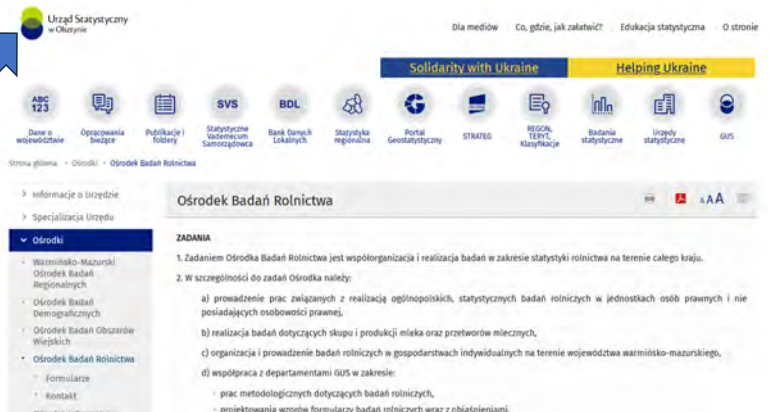 Urząd Statystyczny
w Olsztynie
Dla mediów Co, gdzie, jak załatwić? Edukacja statystyczna O stronie
Solidarity with Ukraine Helping Ukraine
ABC
123
SVS
BDL
Dane o
województwie
Opracowania
bieżące
Publikacje i
foldery
Statystyczne
Vademecum
Samorządowca
Bank Danych
Lokalnych
Statystyka
regionalna
Portal
Geostatystyczny
STRATEG
REGON,
TERYT,
Klasyfikacje
Badania
statystyczne
Urzędy
statystyczne
GUS
Strona główna › Ośrodki › Ośrodek Badań Rolnictwa
› Informacje o Urzędzie
› Specjalizacja Urzędu
Ośrodki
Warmińsko-Mazurski
Ośrodek Badań
Regionalnych
Ośrodek Badań
Demograficznych
Ośrodek Badań Obszarów
Wiejskich
Ośrodek Badań Rolnictwa
Formularze
Kontakt
Ośrodek Badań Rolnictwa
A A A
ZADANIA
1. Zadaniem Ośrodka Badań Rolnictwa jest współorganizacja i realizacja badań w zakresie statystyki rolnictwa na terenie całego kraju.
2. W szczególności do zadań Ośrodka należy:
a) prowadzenie prac związanych z realizacją ogólnopolskich, statystycznych badań rolniczych w jednostkach osób prawnych i nie
posiadających osobowości prawnej,
b) realizacja badań dotyczących skupu i produkcji mleka oraz przetworów mlecznych,
c) organizacja i prowadzenie badań rolniczych w gospodarstwach indywidualnych na terenie województwa warmińsko-mazurskiego,
d) współpraca z departamentami GUS w zakresie:
· prac metodologicznych dotyczących badań rolniczych,
· projektowania wzorów formularzy badań rolniczych wraz z objaśnieniami,